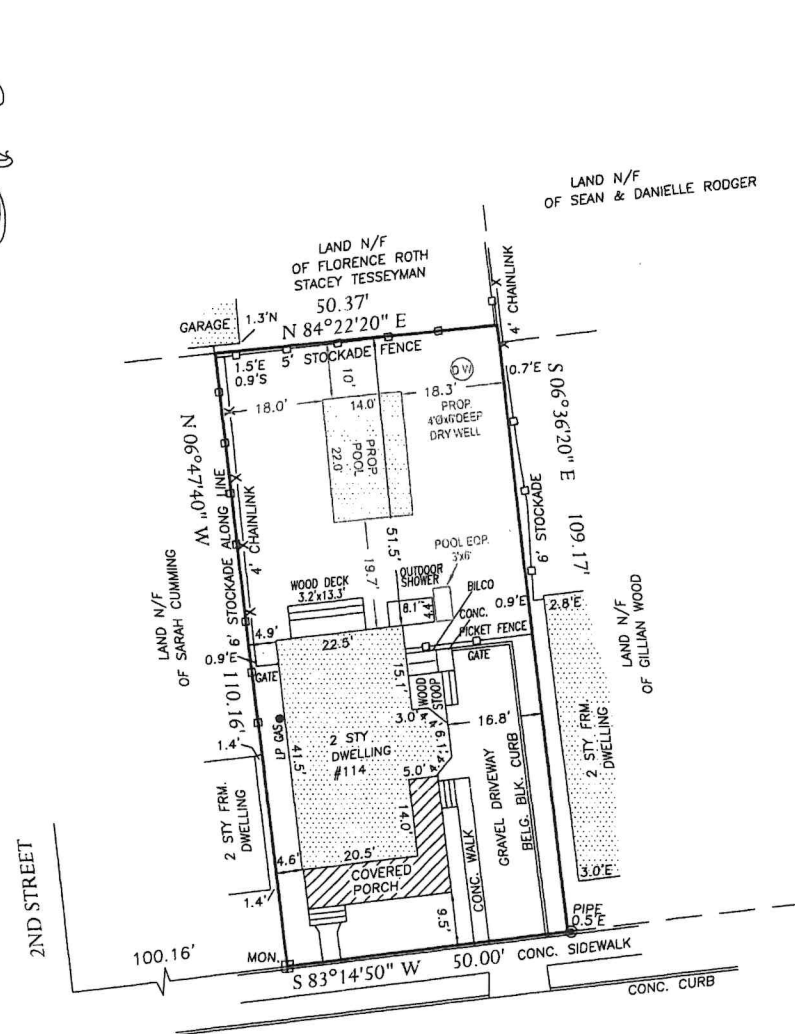 LAND N/F
OF SEAN & DANIELLE RODGER
LAND N/F
OF FLORENCE ROTH
STACEY TESSEYMAN
50.37'
N 84°22'20" E
4' CHAINLINK
GARAGE
1.3'N
1.5'E
0.9'S
5' STOCKADE FENCE
10'
DW
0.7'E
18.0'
14.0'
18.3'
PROP.
4'Øx6'DEEP
DRY WELL
PROP.
POOL
22.0'
S 06°36'20" E 109.17'
N 06°47'40" W
110.16'
6' STOCKADE ALONG LINE
4' CHAINLINK
6' STOCKADE
51.5'
19.7'
POOL EQP.
3'x6'
OUTDOOR
SHOWER
BILCO
WOOD DECK
3.2'x13.3'
8.1'
4.4'
CONC.
0.9'E
2.8'E
PICKET FENCE
GATE
LAND N/F
OF SARAH CUMMING
LAND N/F
OF GILLIAN WOOD
4.9'
22.5'
0.9'E
GATE
15.1'
WOOD
STOOP
3.0'
4.4'
16.8'
LP GAS
2 STY
DWELLING
#114
6.1'
4.4'
1.4'
41.5'
5.0'
14.0'
GRAVEL DRIVEWAY
BELG. BLK. CURB
2 STY FRM.
DWELLING
2 STY FRM.
DWELLING
4.6'
20.5'
COVERED
PORCH
CONC. WALK
3.0'E
1.4'
9.5'
PIPE
0.5'E
2ND STREET
100.16'
MON.
S 83°14'50" W
50.00'
CONC. SIDEWALK
CONC. CURB